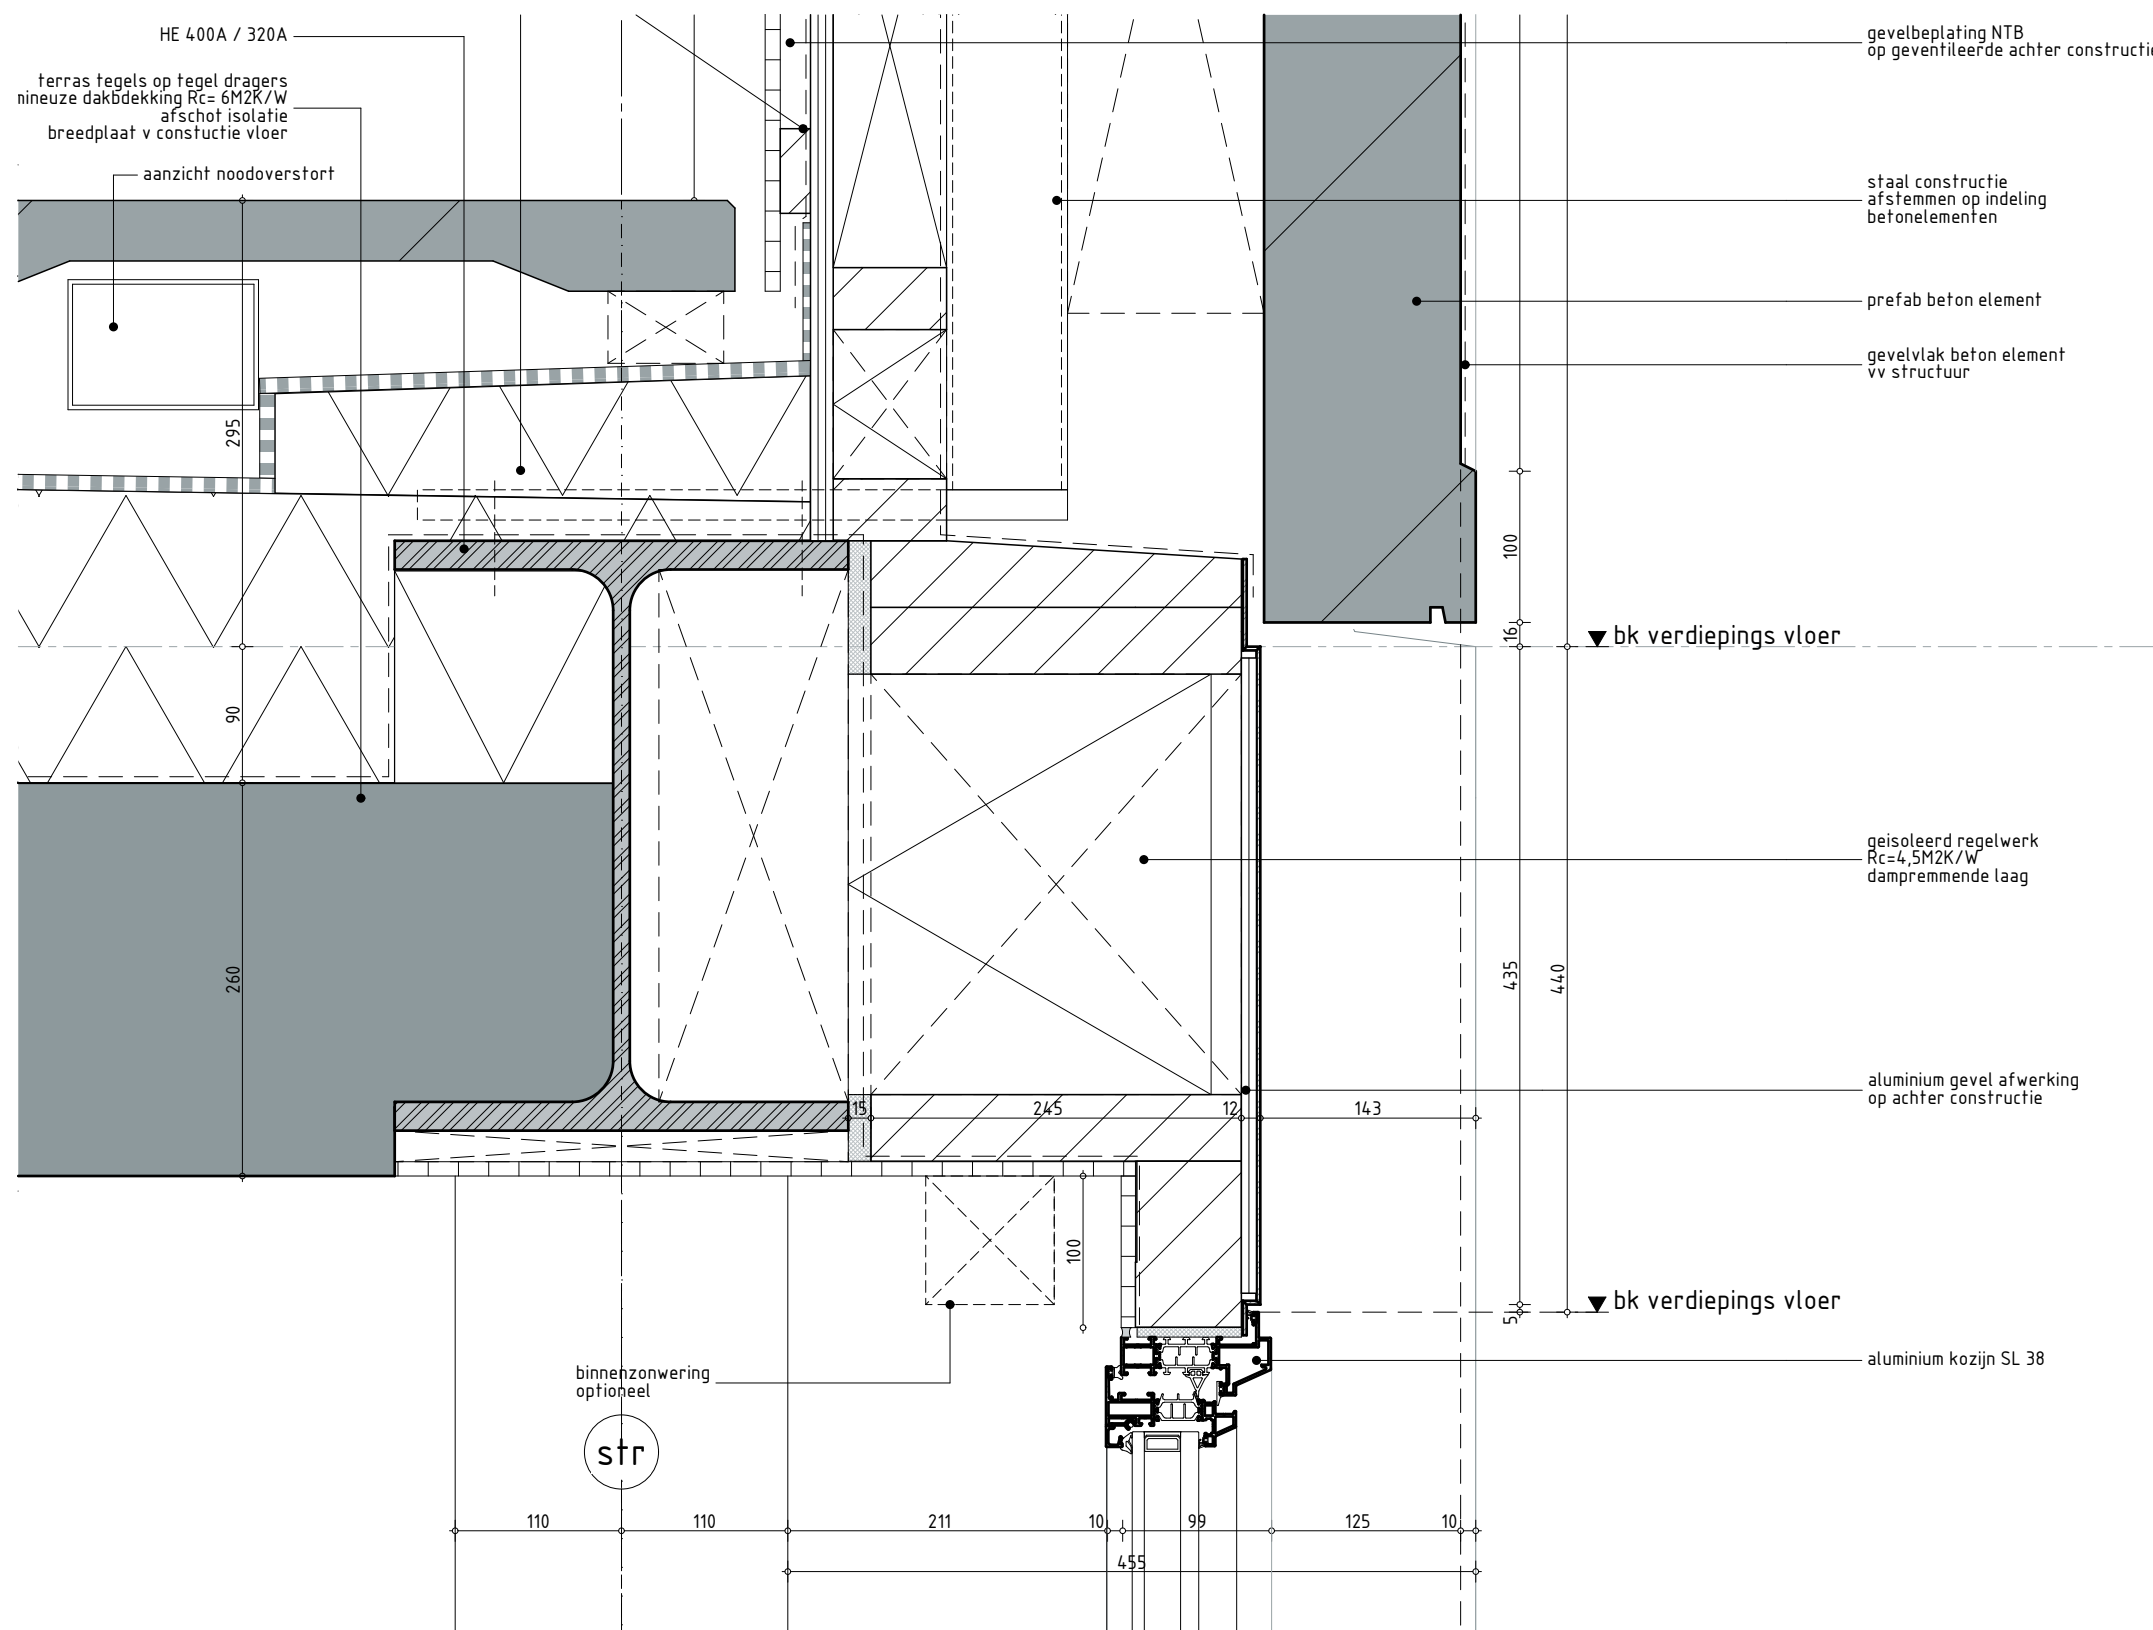 HE 400A / 320A
terras tegels op tegel dragers
dakbdekking Rc= 6M2K/W
afschot isolatie
breedplaat v constuctie vloer
aanzicht noodoverstort
gevelbeplating NTB
op geventileerde achter
staal constructie
afstemmen op indeling
betonelementen
prefab beton element
gevelvlak beton element
vv structuur
295
100
16
bk verdiepings vloer
90
geisoleerd regelwerk
Rc=4,5M2K/W
dampremmende laag
260
435
440
aluminium gevel afwerking
op achter constructie
15
245
12
143
100
bk verdiepings vloer
5
aluminium kozijn SL 38
binnenzonwering
optioneel
str
110
110
211
10
99
125
10
455